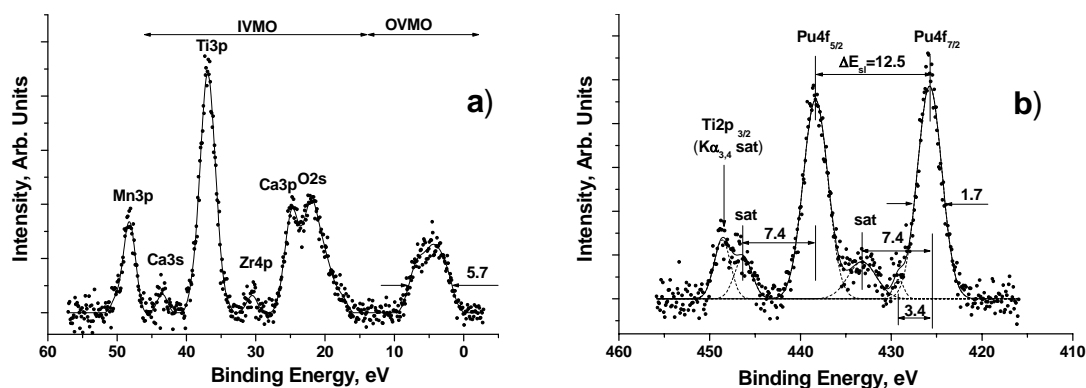 IVMO OVMO
Ti3p
a)
Mn3p
Ca3s
Zr4p
Ca3p O2s
5.7
Intensity, Arb. Units
60 50 40 30 20 10 0
Binding Energy, eV
Pu4f5/2 Pu4f7/2
ΔEsl=12.5
b)
Ti2p3/2
(Kα3,4 sat)
sat
7.4
sat
7.4
1.7
3.4
Intensity, Arb. Units
460 450 440 430 420 410
Binding Energy, eV